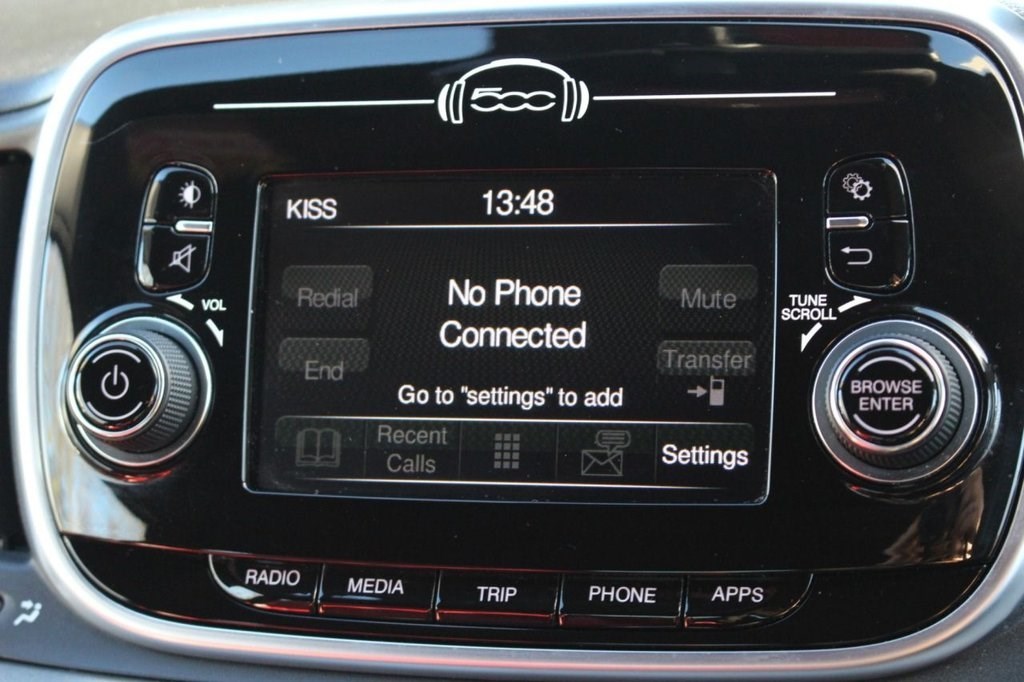 500
KISS 13:48
VOL
Redial
No Phone
Connected
Mute
TUNE
SCROLL
End
Transfer
BROWSE
ENTER
Go to "settings" to add
Recent
Calls
Settings
RADIO MEDIA TRIP PHONE APPS